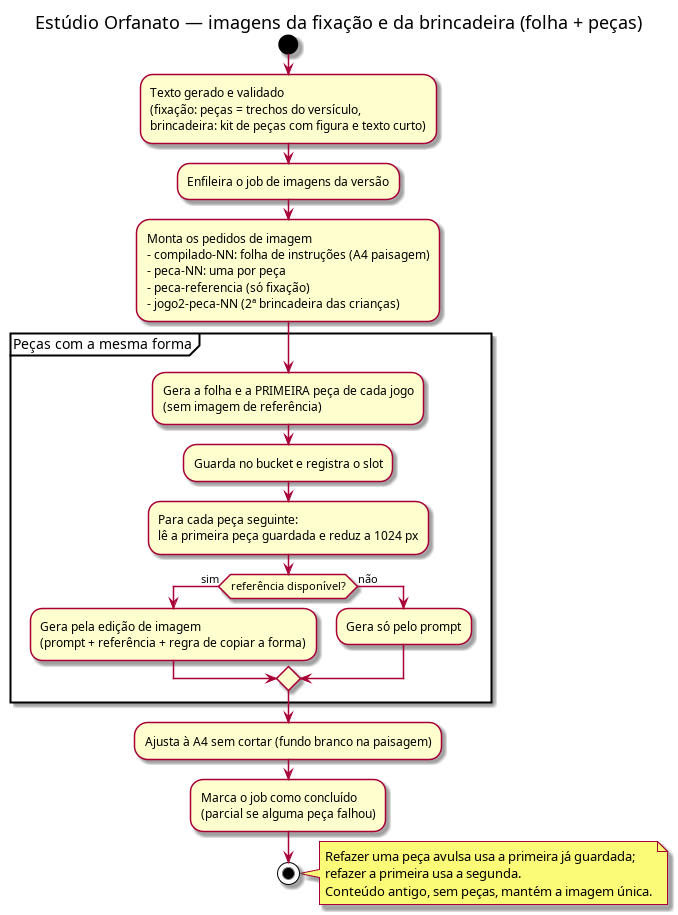 Estúdio Orfanato — imagens da fixação e da brincadeira (folha + peças)
Texto gerado e validado
(fixação: peças = trechos do versículo,
brincadeira: kit de peças com figura e texto curto)
Enfileira o job de imagens da versão
Monta os pedidos de imagem
- compilado-NN: folha de instruções (A4 paisagem)
- peca-NN: uma por peça
- peca-referencia (só fixação)
- jogo2-peca-NN (2ª brincadeira das crianças)
Peças com a mesma forma
Gera a folha e a PRIMEIRA peça de cada jogo
(sem imagem de referência)
Guarda no bucket e registra o slot
Para cada peça seguinte:
lê a primeira peça guardada e reduz a 1024 px
sim
referência disponível?
não
Gera pela edição de imagem
(prompt + referência + regra de copiar a forma)
Gera só pelo prompt
Ajusta à A4 sem cortar (fundo branco na paisagem)
Marca o job como concluído
(parcial se alguma peça falhou)
Refazer uma peça avulsa usa a primeira já guardada;
refazer a primeira usa a segunda.
Conteúdo antigo, sem peças, mantém a imagem única.